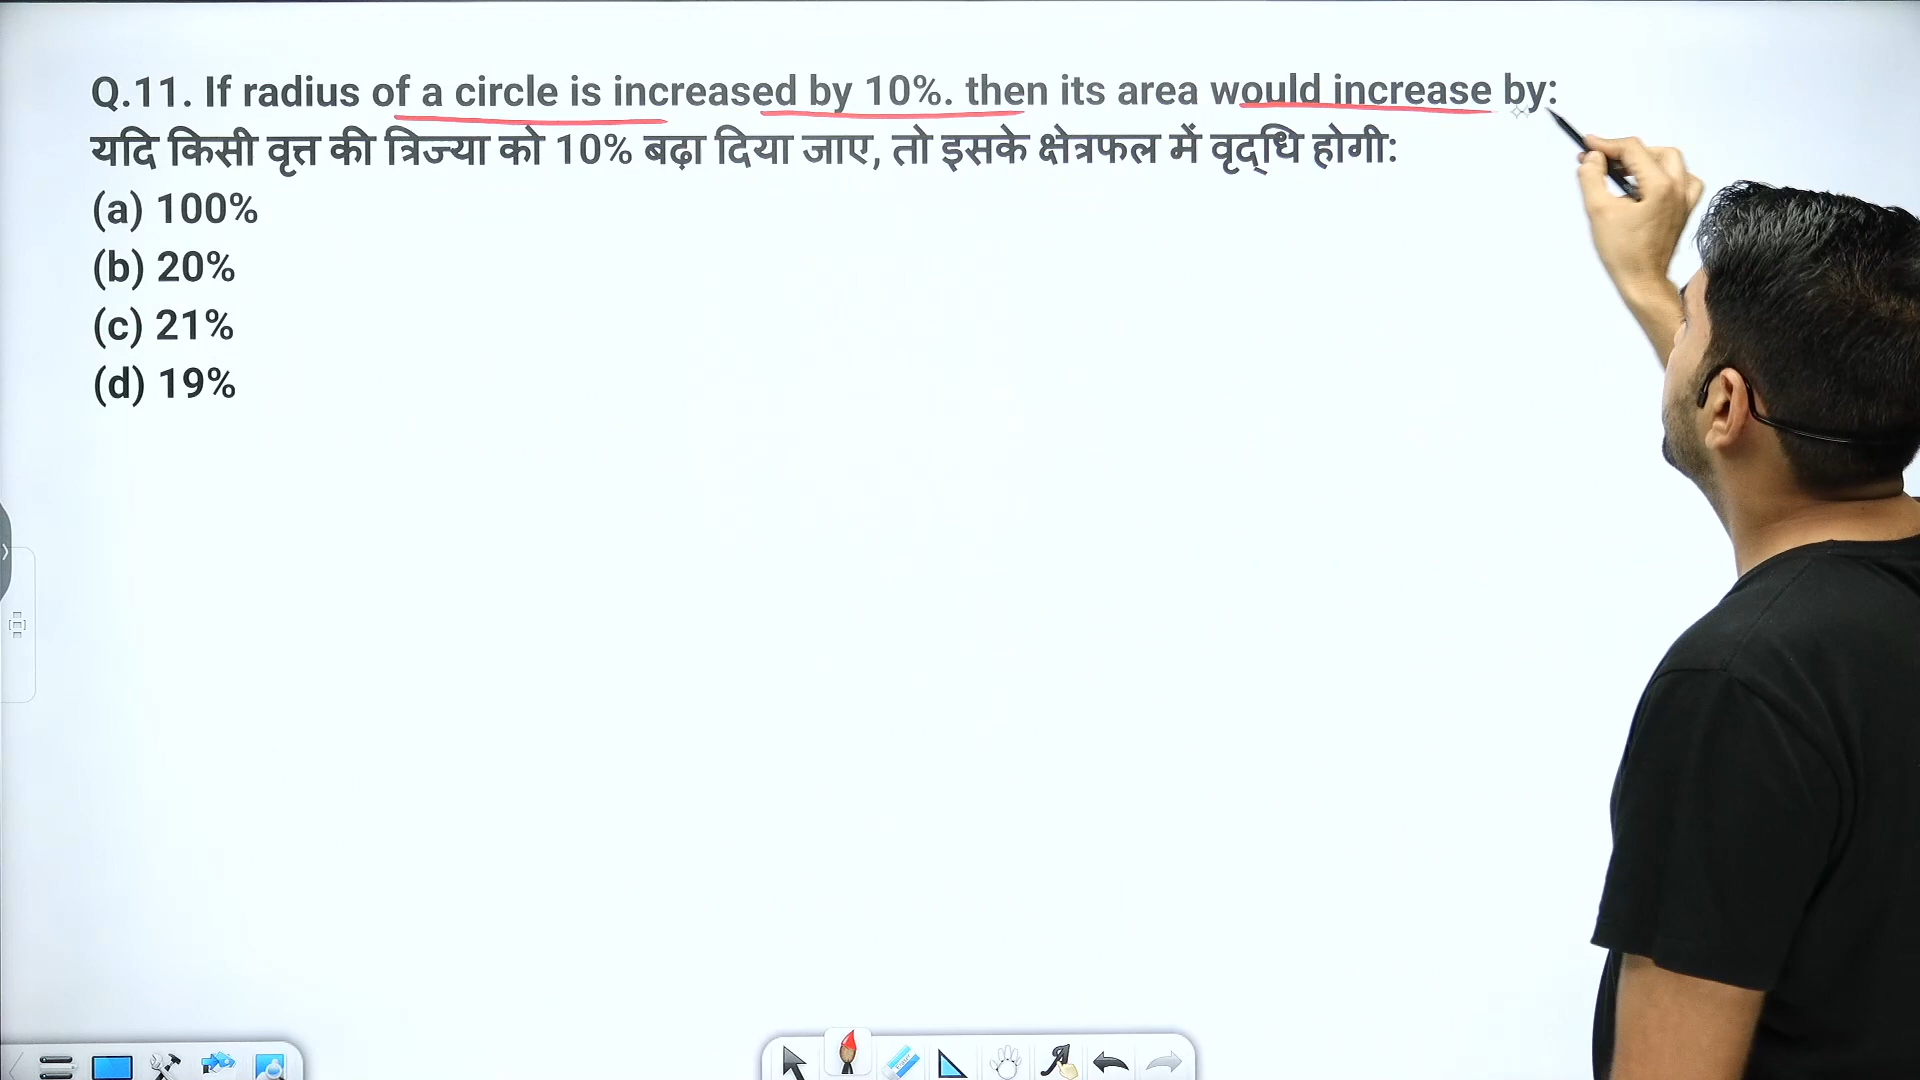 Q.11. If radius of a circle is increased by 10%. then its area would increase by:
यदि किसी वृत्त की त्रिज्या को 10% बढ़ा दिया जाए, तो इसके क्षेत्रफल में वृद्धि होगी:
(a) 100%
(b) 20%
(c) 21%
(d) 19%